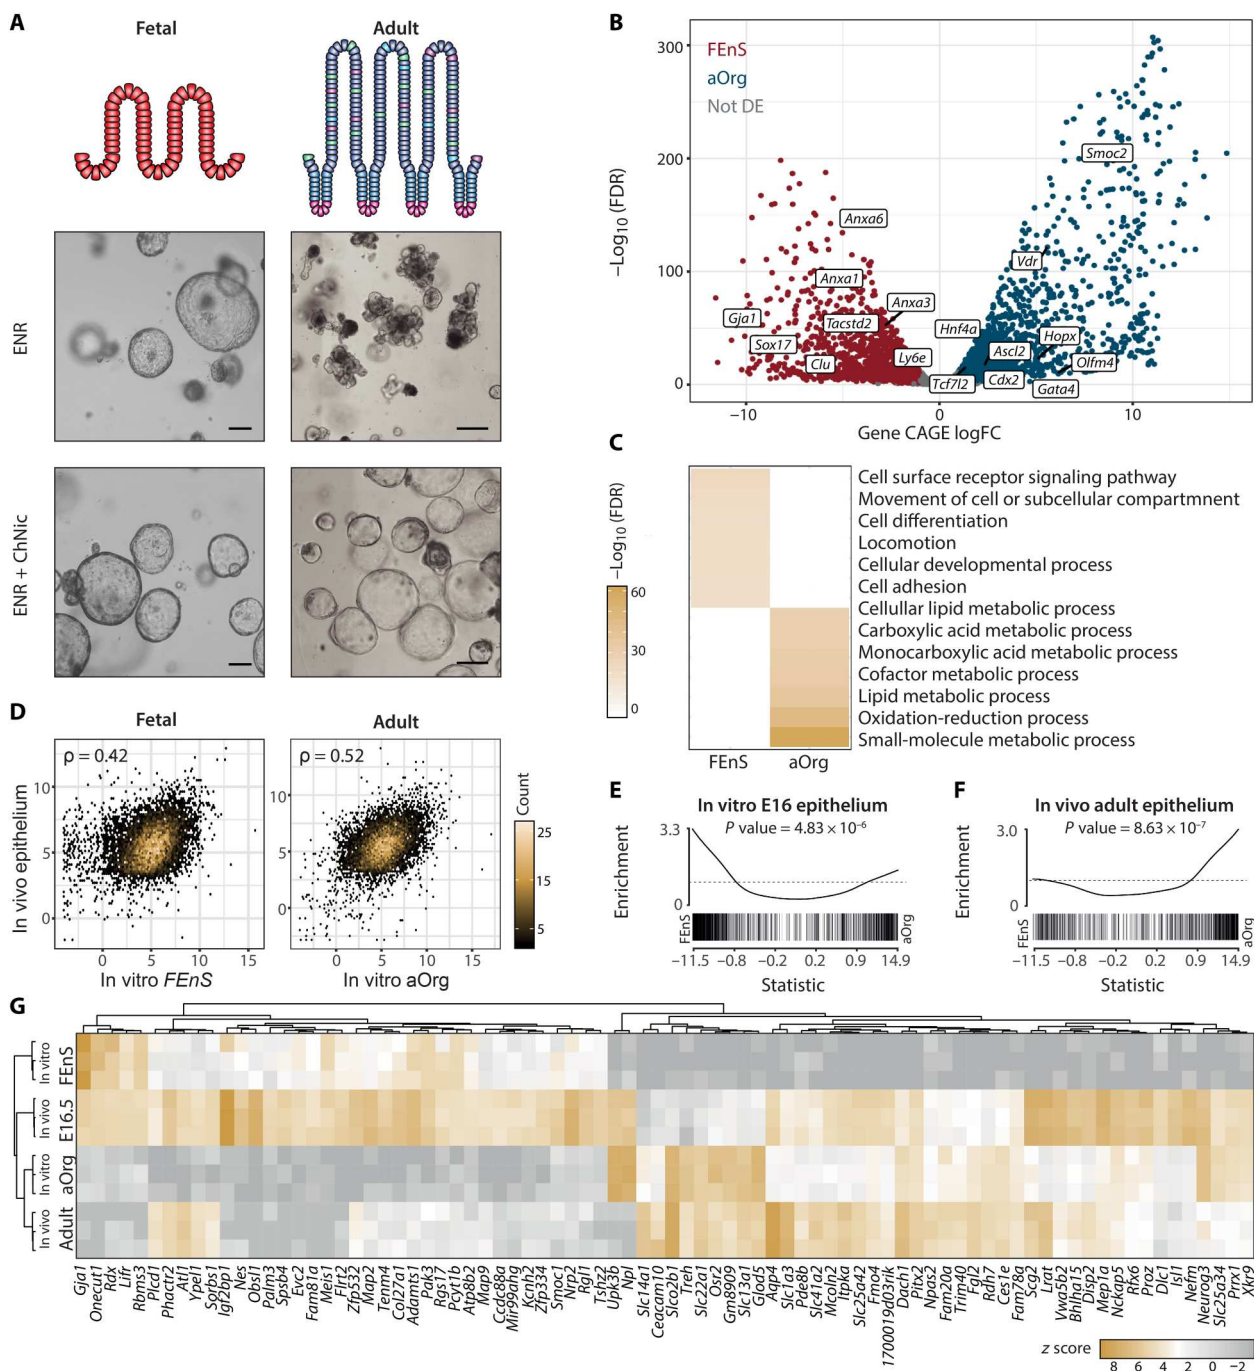 A
Fetal
Adult
ENR
ENR + ChNic
B
FEnS
aOrg
Not DE
300
200
100
0
−Log10 (FDR)
Smoc2
Anxa6
Vdr
Anxa1
Anxa3
Gja1
Tacstd2
Hnf4a
Hopx
Sox17
Ascl2
Clu
Ly6e
Olfm4
Tcf7l2
Cdx2
Gata4
−10 0 10
Gene CAGE logFC
C
−Log10 (FDR)
60
30
0
Cell surface receptor signaling pathway
Movement of cell or subcellular compartmnent
Cell differentiation
Locomotion
Cellular developmental process
Cell adhesion
Cellullar lipid metabolic process
Carboxylic acid metabolic process
Monocarboxylic acid metabolic process
Cofactor metabolic process
Lipid metabolic process
Oxidation-reduction process
Small-molecule metabolic process
FEnS aOrg
D
Fetal
Adult
ρ = 0.42
ρ = 0.52
In vivo epithelium
10
5
0
0 5 10 15
In vitro FEnS
10
5
0
0 5 10 15
In vitro aOrg
Count
25
15
5
E
In vitro E16 epithelium
P value = 4.83 × 10−6
3.3
0
Enrichment
FEnS
aOrg
−11.5 −0.8 −0.2 0.2 0.9 14.9
Statistic
F
In vivo adult epithelium
P value = 8.63 × 10−7
3.0
0
Enrichment
FEnS
aOrg
−11.5 −0.8 −0.2 0.2 0.9 14.9
Statistic
G
In vitro
FEnS
In vivo
E16.5
In vitro
aOrg
In vivo
Adult
Gja1
Onecut1
Rdx
Lifr
Rbms3
Plcd1
Phactr2
Atl1
Ypel1
Sorbs1
Igf2bp1
Nes
Obsl1
Palm3
Spsb4
Evc2
Fam81a
Meis1
Flrt2
Zfp532
Map2
Tenm4
Col27a1
Adamts1
Pak3
Rgs17
Pcyt1b
Atp8b2
Map9
Ccdc88a
Mir99ahg
Kcnh2
Zfp334
Smoc1
Nrp2
Rlgl1
Tshz2
Upk3b
Npl
Slc14a1
Ceacam10
Slco2b1
Treh
Slc22a1
Gm8909
Slc13a1
Glod5
Aqp4
Slc1a3
Pde8b
Slc41a2
Mcoln2
Itpka
Slc25a42
Fmo4
1700019d03rik
Dach1
Pitx2
Npas2
Fam20a
Trim40
Fgl2
Rdh7
Ces1e
Fam78a
Scg2
Lrat
Vwa5b2
Bhlha15
Disp2
Mep1a
Nckap5
Rfx6
Proz
Dlc1
Isl1
Nefm
Neurog3
Slc25a34
Prrx1
Xkr9
z score
8 6 4 2 0 −2